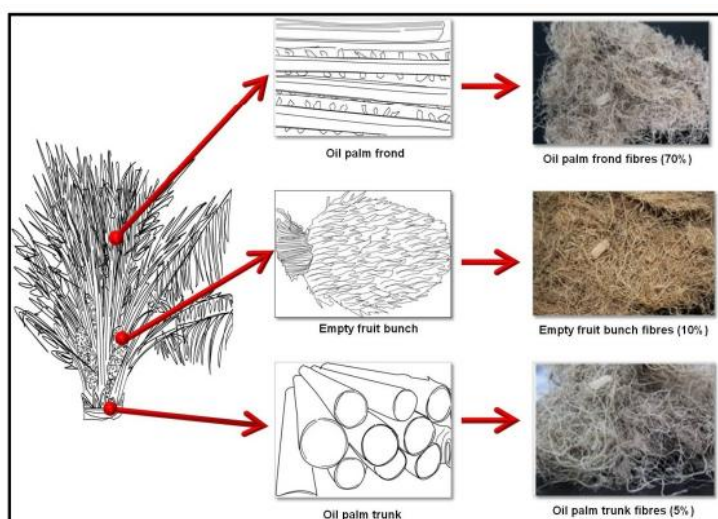 Oil palm frond
Oil palm frond fibres (70%)
Empty fruit bunch
Empty fruit bunch fibres (10%)
Oil palm trunk
Oil palm trunk fibres (5%)